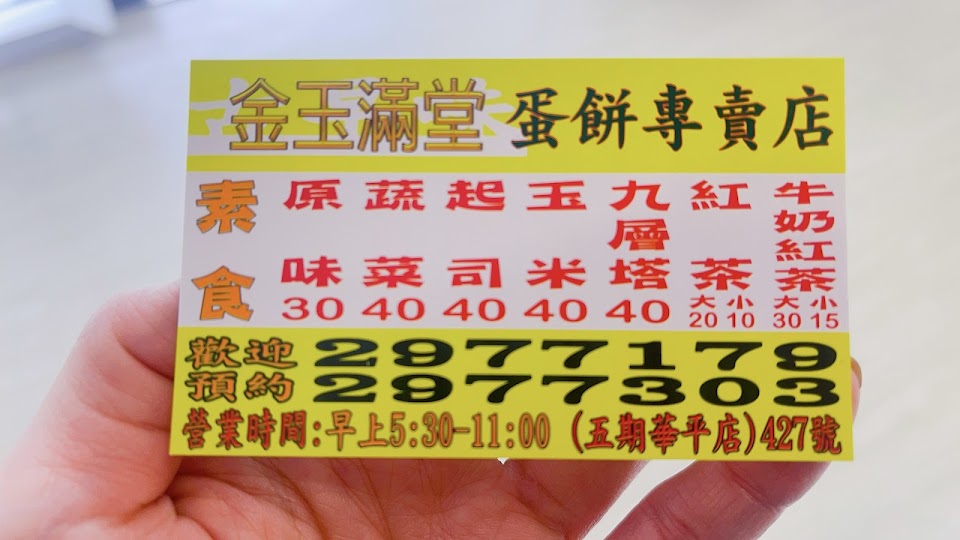 金玉滿堂 蛋餅專賣店
素食 原味 蔬菜 起司 玉米 九層塔 紅茶 牛奶紅茶
30 40 40 40 40 大20 小10 大30 小15
歡迎 2977179
預約 2977303
營業時間:早上5:30-11:00 (五期華平店)427號